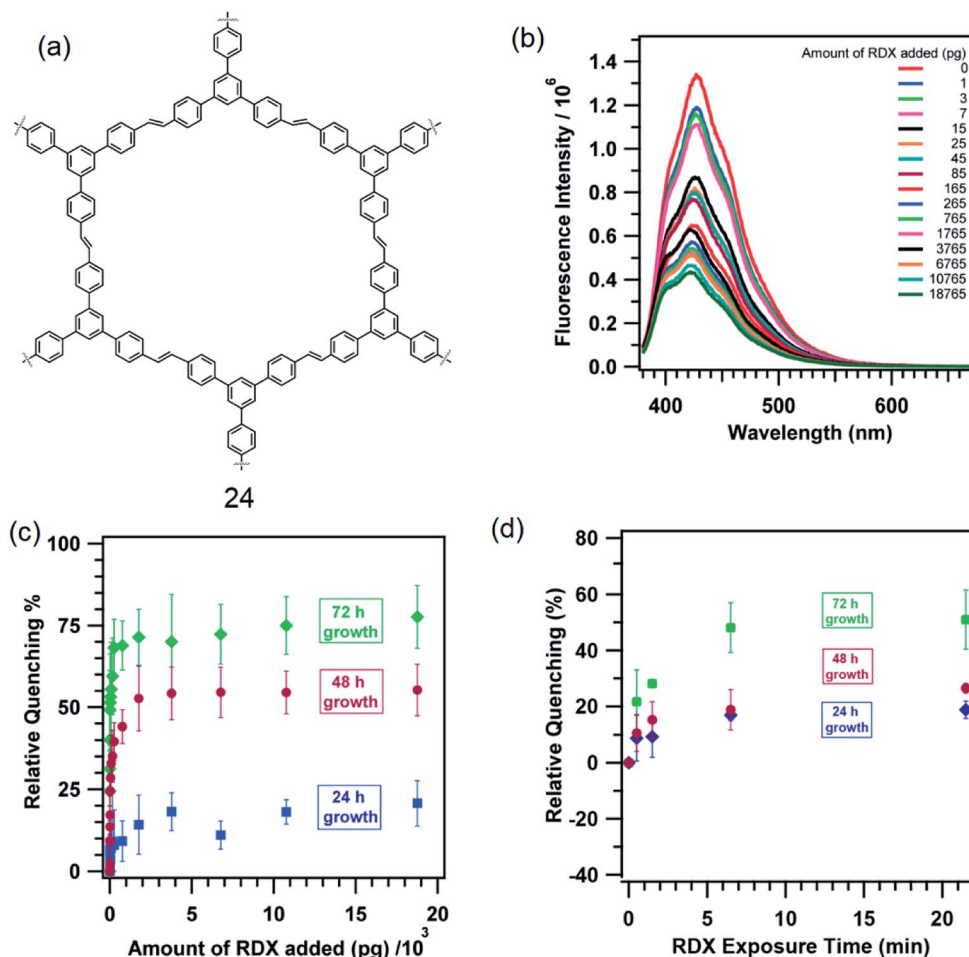 (a)
24
(b)
Fluorescence Intensity / 10^6
1.4
1.2
1.0
0.8
0.6
0.4
0.2
0.0
400
500
600
Wavelength (nm)
Amount of RDX added (pg)
0
1
3
7
15
25
45
85
165
265
765
1765
3765
6765
10765
18765
(c)
Relative Quenching %
100
75
50
25
0
72 h
growth
48 h
growth
24 h
growth
0
5
10
15
20
Amount of RDX added (pg) /10^3
(d)
Relative Quenching (%)
80
60
40
20
0
-20
-40
72 h
growth
48 h
growth
24 h
growth
0
5
10
15
20
RDX Exposure Time (min)